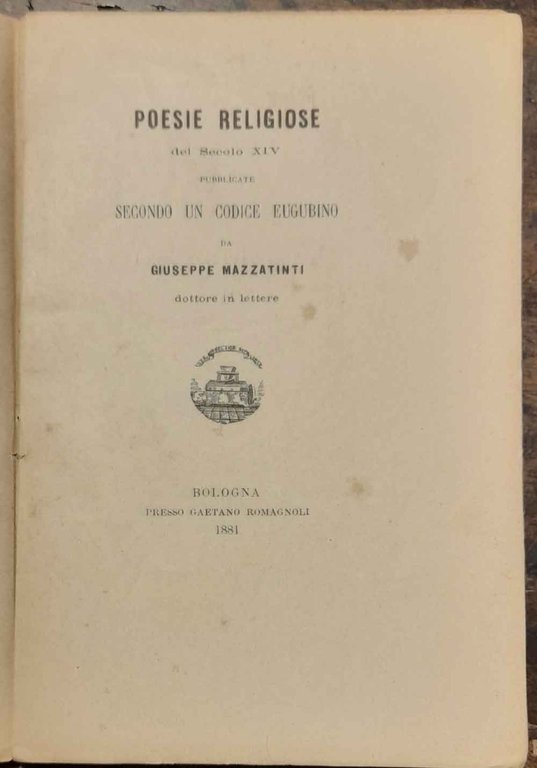 POESIE RELIGIOSE
del Secolo XIV
PUBBLICATE
SECONDO UN CODICE EUGUBINO
DA
GIUSEPPE MAZZATINTI
dottore in lettere
BOLOGNA
PRESSO GAETANO ROMAGNOLI
1881